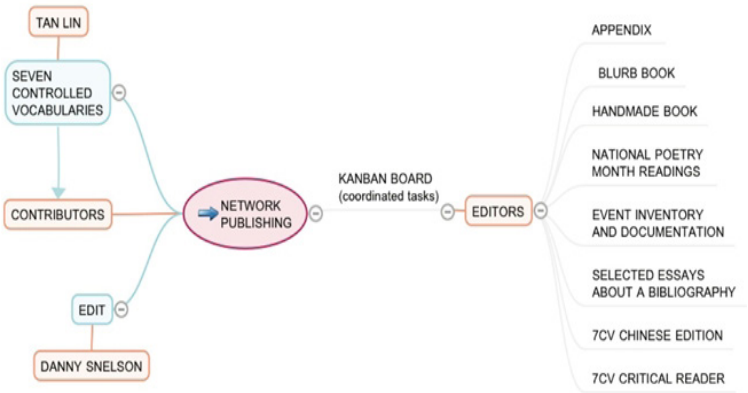 TAN LIN
SEVEN
CONTROLLED
VOCABULARIES
CONTRIBUTORS
EDIT
DANNY SNELSON
NETWORK
PUBLISHING
KANBAN BOARD
(coordinated tasks)
EDITORS
APPENDIX
BLURB BOOK
HANDMADE BOOK
NATIONAL POETRY
MONTH READINGS
EVENT INVENTORY
AND DOCUMENTATION
SELECTED ESSAYS
ABOUT A BIBLIOGRAPHY
7CV CHINESE EDITION
7CV CRITICAL READER